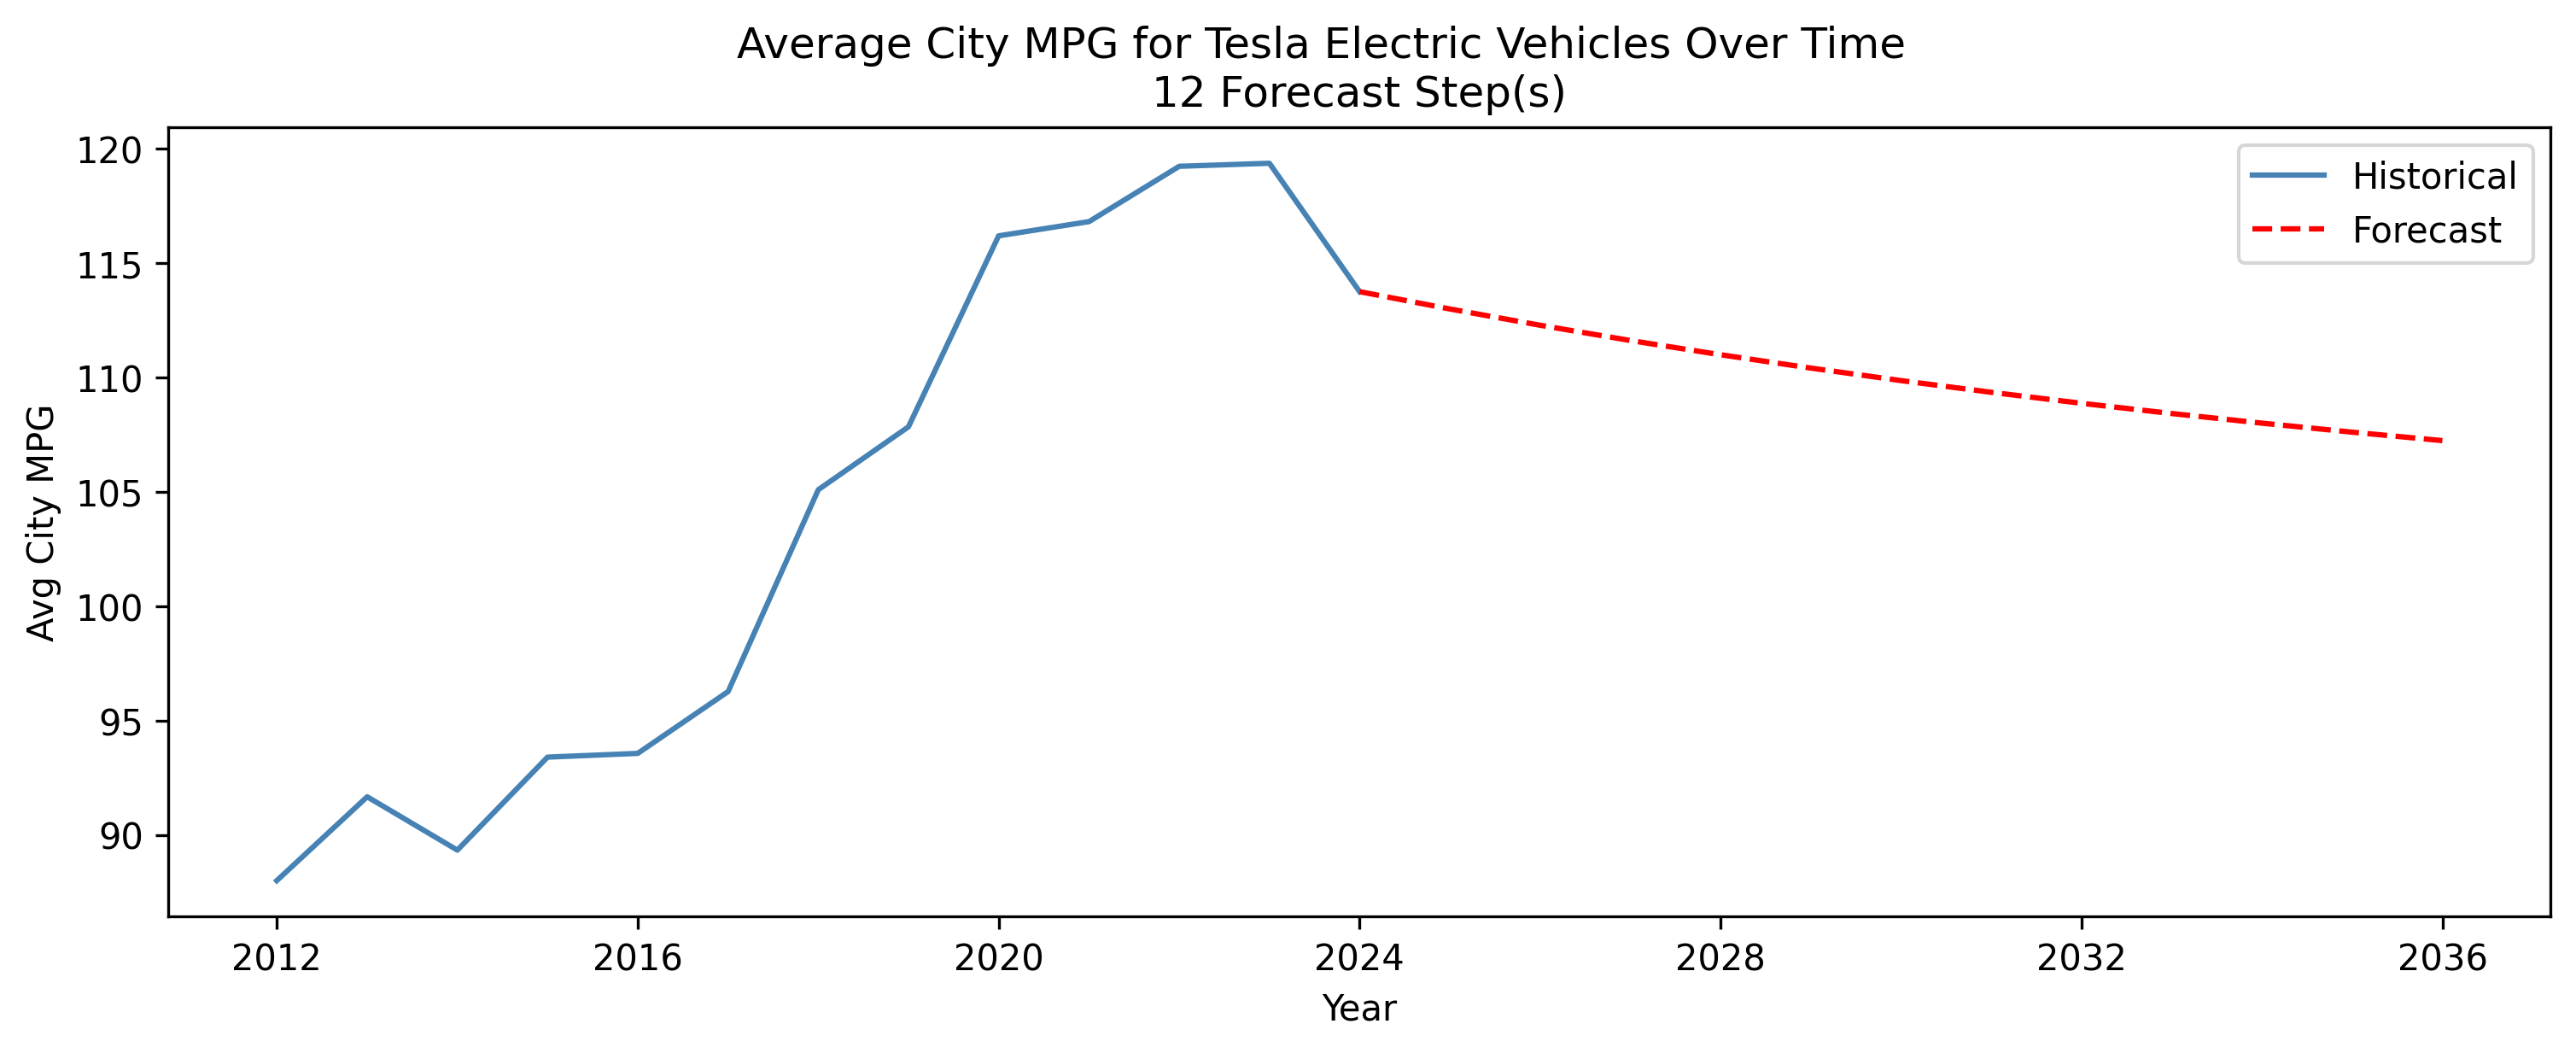 Average City MPG for Tesla Electric Vehicles Over Time
12 Forecast Step(s)
Historical
Forecast
120
115
110
105
100
95
90
Avg City MPG
2012
2016
2020
2024
2028
2032
2036
Year